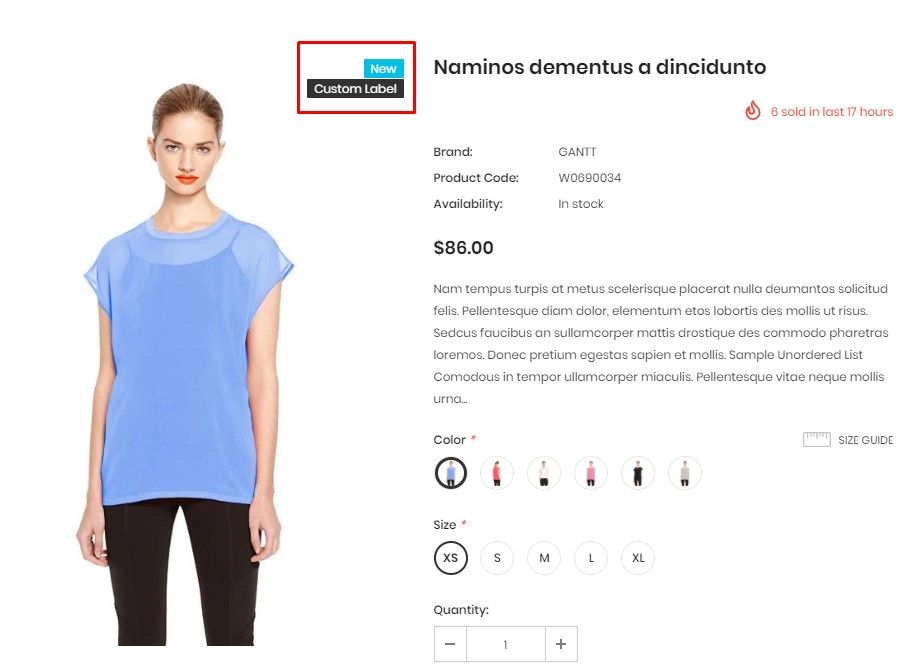 New
Custom Label
Naminos dementus a dincidunto
6 sold in last 17 hours
Brand: GANTT
Product Code: W0690034
Availability: In stock
$86.00
Nam tempus turpis at metus scelerisque placerat nulla deumantos solicitud
felis. Pellentesque diam dolor, elementum etos lobortis des mollis ut risus.
Sedcus faucibus an sullamcorper mattis drostique des commodo pharetras
loremos. Donec pretium egestas sapien et mollis. Sample Unordered List
Comodous in tempor ullamcorper miaculis. Pellentesque vitae neque mollis
urna...
Color *
SIZE GUIDE
Size *
XS S M L XL
Quantity:
− 1 +